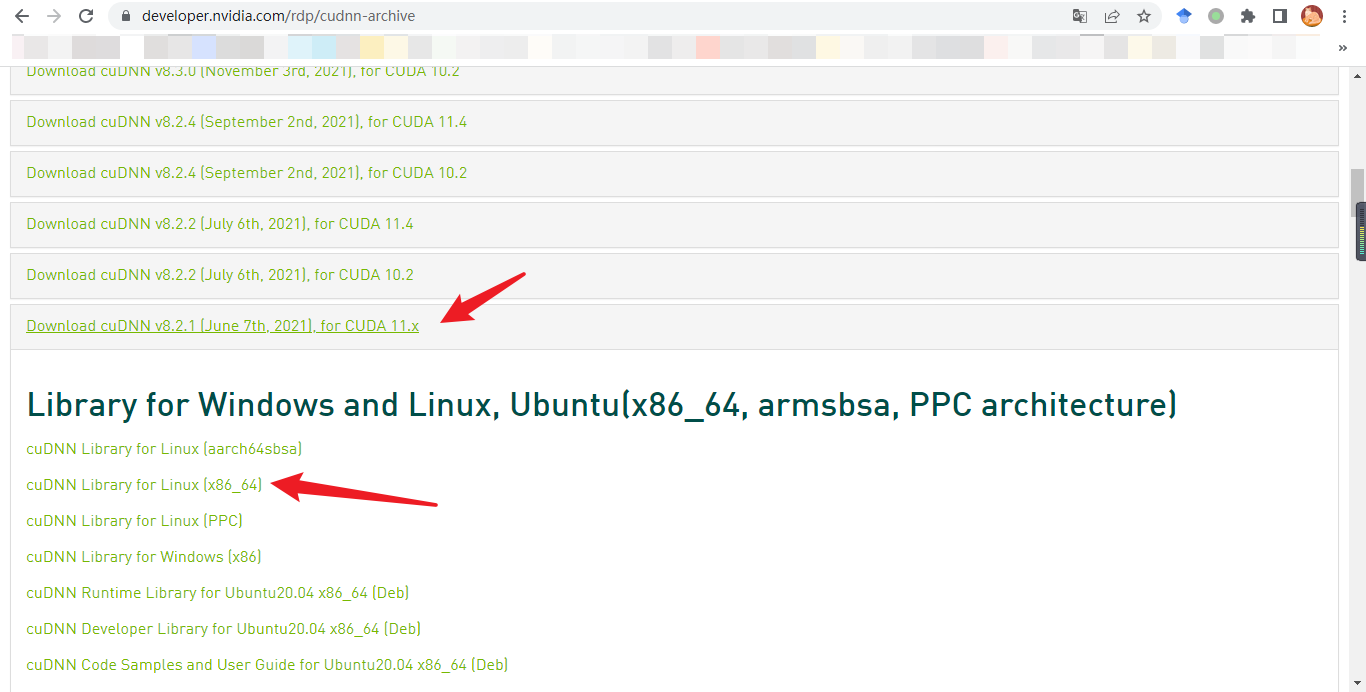 developer.nvidia.com/rdp/cudnn-archive
»
Download cuDNN v8.3.0 (November 3rd, 2021), for CUDA 10.2
Download cuDNN v8.2.4 (September 2nd, 2021), for CUDA 11.4
Download cuDNN v8.2.4 (September 2nd, 2021), for CUDA 10.2
Download cuDNN v8.2.2 (July 6th, 2021), for CUDA 11.4
Download cuDNN v8.2.2 (July 6th, 2021), for CUDA 10.2
Download cuDNN v8.2.1 (June 7th, 2021), for CUDA 11.x
Library for Windows and Linux, Ubuntu(x86_64, armsbsa, PPC architecture)
cuDNN Library for Linux (aarch64sbsa)
cuDNN Library for Linux (x86_64)
cuDNN Library for Linux (PPC)
cuDNN Library for Windows (x86)
cuDNN Runtime Library for Ubuntu20.04 x86_64 (Deb)
cuDNN Developer Library for Ubuntu20.04 x86_64 (Deb)
cuDNN Code Samples and User Guide for Ubuntu20.04 x86_64 (Deb)